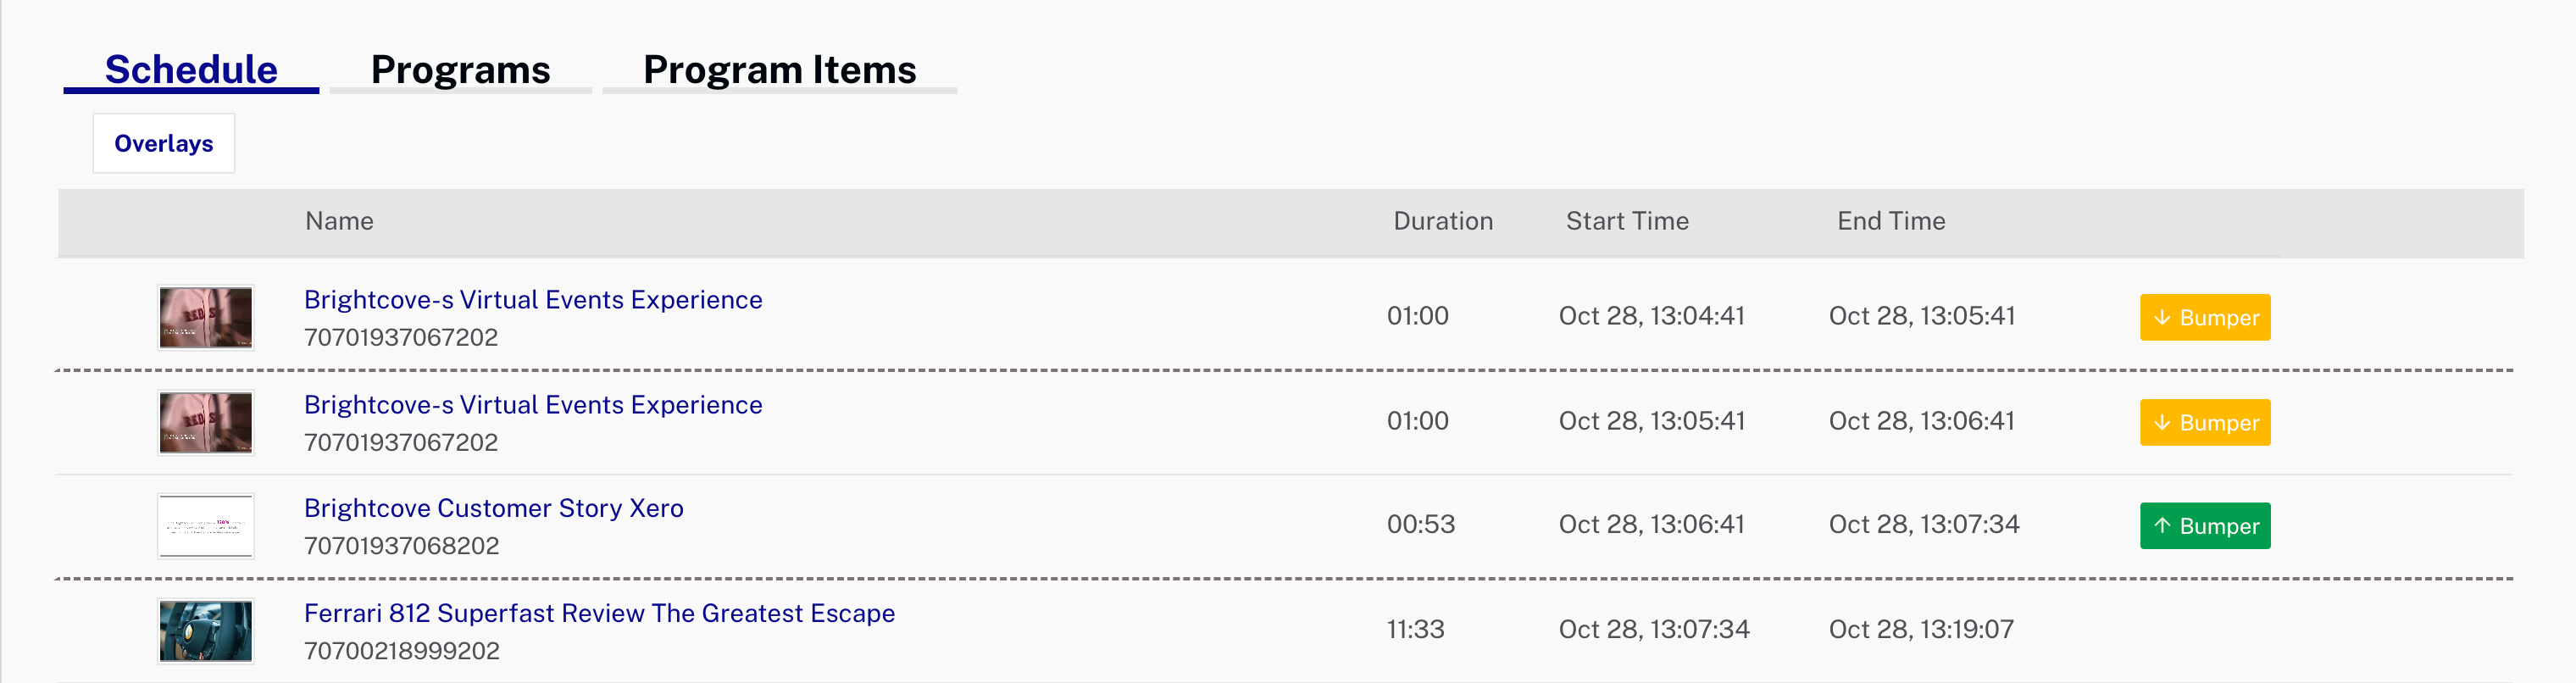 Schedule Programs Program Items
Overlays
Name Duration Start Time End Time
Brightcove-s Virtual Events Experience
70701937067202
01:00 Oct 28, 13:04:41 Oct 28, 13:05:41 ↓ Bumper
Brightcove-s Virtual Events Experience
70701937067202
01:00 Oct 28, 13:05:41 Oct 28, 13:06:41 ↓ Bumper
Brightcove Customer Story Xero
70701937068202
00:53 Oct 28, 13:06:41 Oct 28, 13:07:34 ↑ Bumper
Ferrari 812 Superfast Review The Greatest Escape
70700218999202
11:33 Oct 28, 13:07:34 Oct 28, 13:19:07